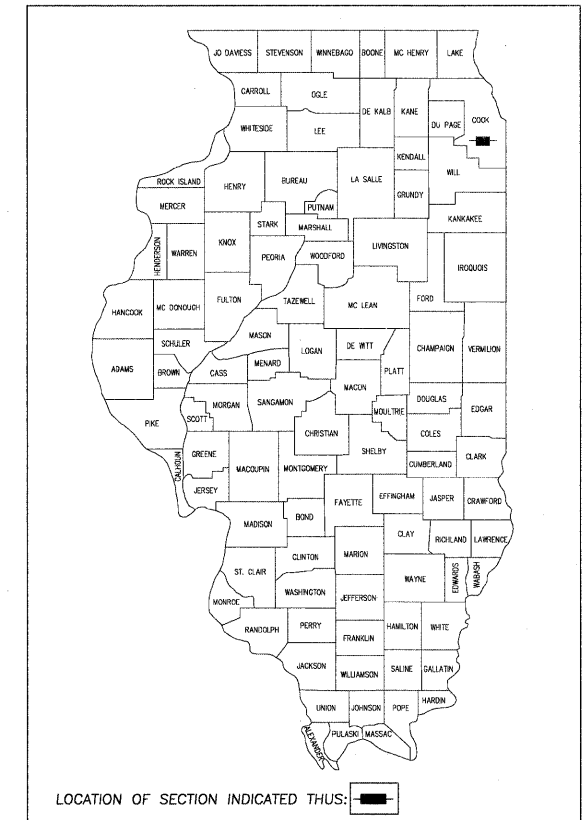 JO DAVIESS STEVENSON WINNEBAGO BOONE MC HENRY LAKE
CARROLL OGLE DE KALB KANE COOK
DU PAGE
WHITESIDE LEE
KENDALL
ROCK ISLAND HENRY BUREAU LA SALLE GRUNDY WILL
MERCER PUTNAM
STARK MARSHALL KANKAKEE
HENDERSON WARREN KNOX PEORIA WOODFORD LIVINGSTON IROQUOIS
HANCOCK MC DONOUGH FULTON TAZEWELL MC LEAN FORD
MASON
SCHULER LOGAN DE WITT CHAMPAIGN VERMILION
ADAMS BROWN CASS MENARD PLATT
MACON
MORGAN SANGAMON DOUGLAS
SCOTT MOULTRIE EDGAR
PIKE CHRISTIAN COLES
CALHOUN GREENE SHELBY
MACOUPIN MONTGOMERY CUMBERLAND CLARK
JERSEY FAYETTE EFFINGHAM JASPER CRAWFORD
MADISON BOND
CLAY RICHLAND LAWRENCE
CLINTON MARION
ST. CLAIR WAYNE EDWARDS WABASH
WASHINGTON
MONROE JEFFERSON
RANDOLPH PERRY HAMILTON WHITE
FRANKLIN
JACKSON WILLIAMSON SALINE GALLATIN
UNION JOHNSON POPE HARDIN
ALEXANDER PULASKI MASSAC
LOCATION OF SECTION INDICATED THUS: